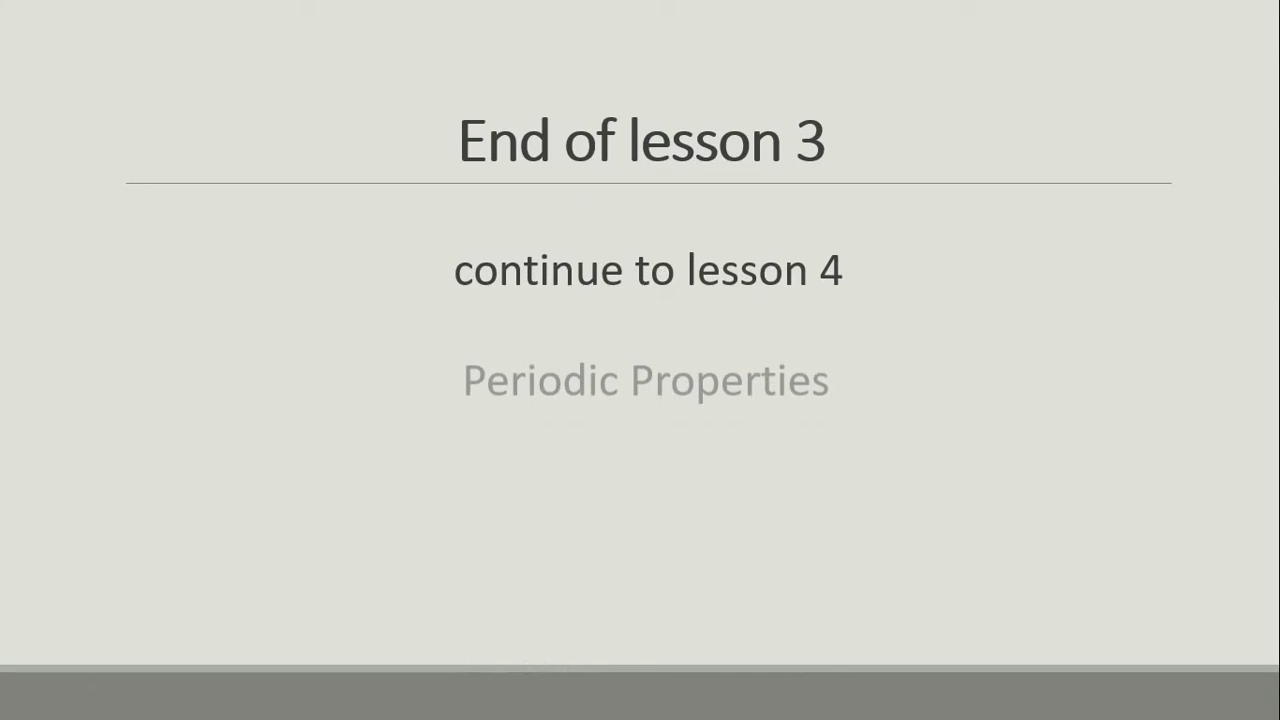 End of lesson 3
continue to lesson 4
Periodic Properties